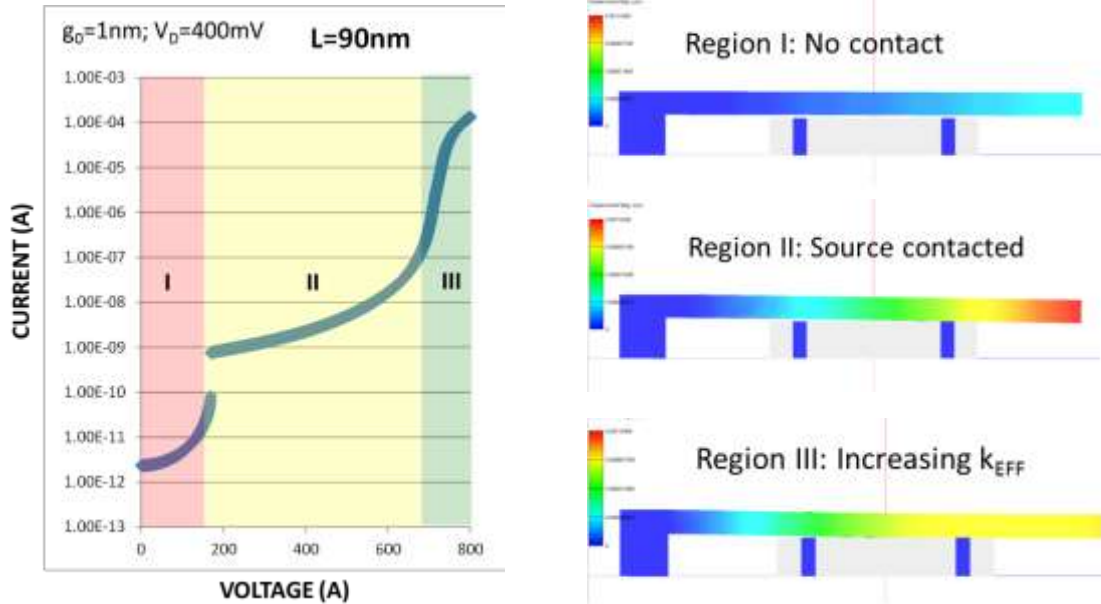 g₀=1nm; V_D=400mV
L=90nm
1.00E-03
1.00E-04
1.00E-05
1.00E-06
1.00E-07
1.00E-08
1.00E-09
1.00E-10
1.00E-11
1.00E-12
1.00E-13
CURRENT (A)
I
II
III
0
200
400
600
800
VOLTAGE (A)
Region I: No contact
Region II: Source contacted
Region III: Increasing k_EFF